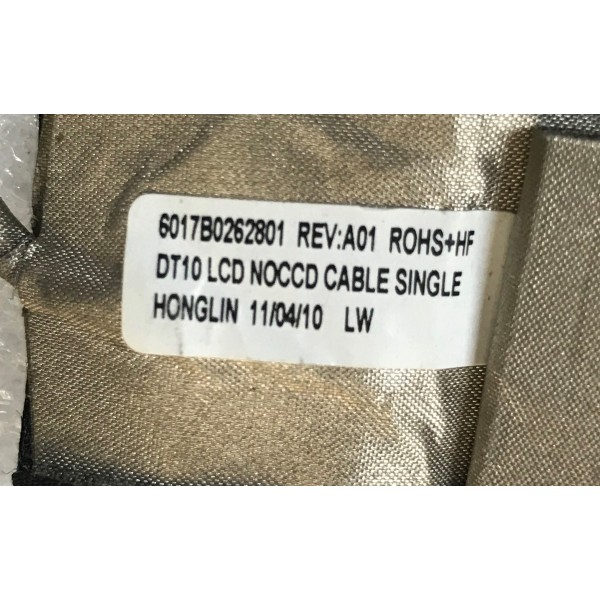 6017B0262801 REV:A01 ROHS+HF
DT10 LCD NOCCD CABLE SINGLE
HONGLIN 11/04/10 LW